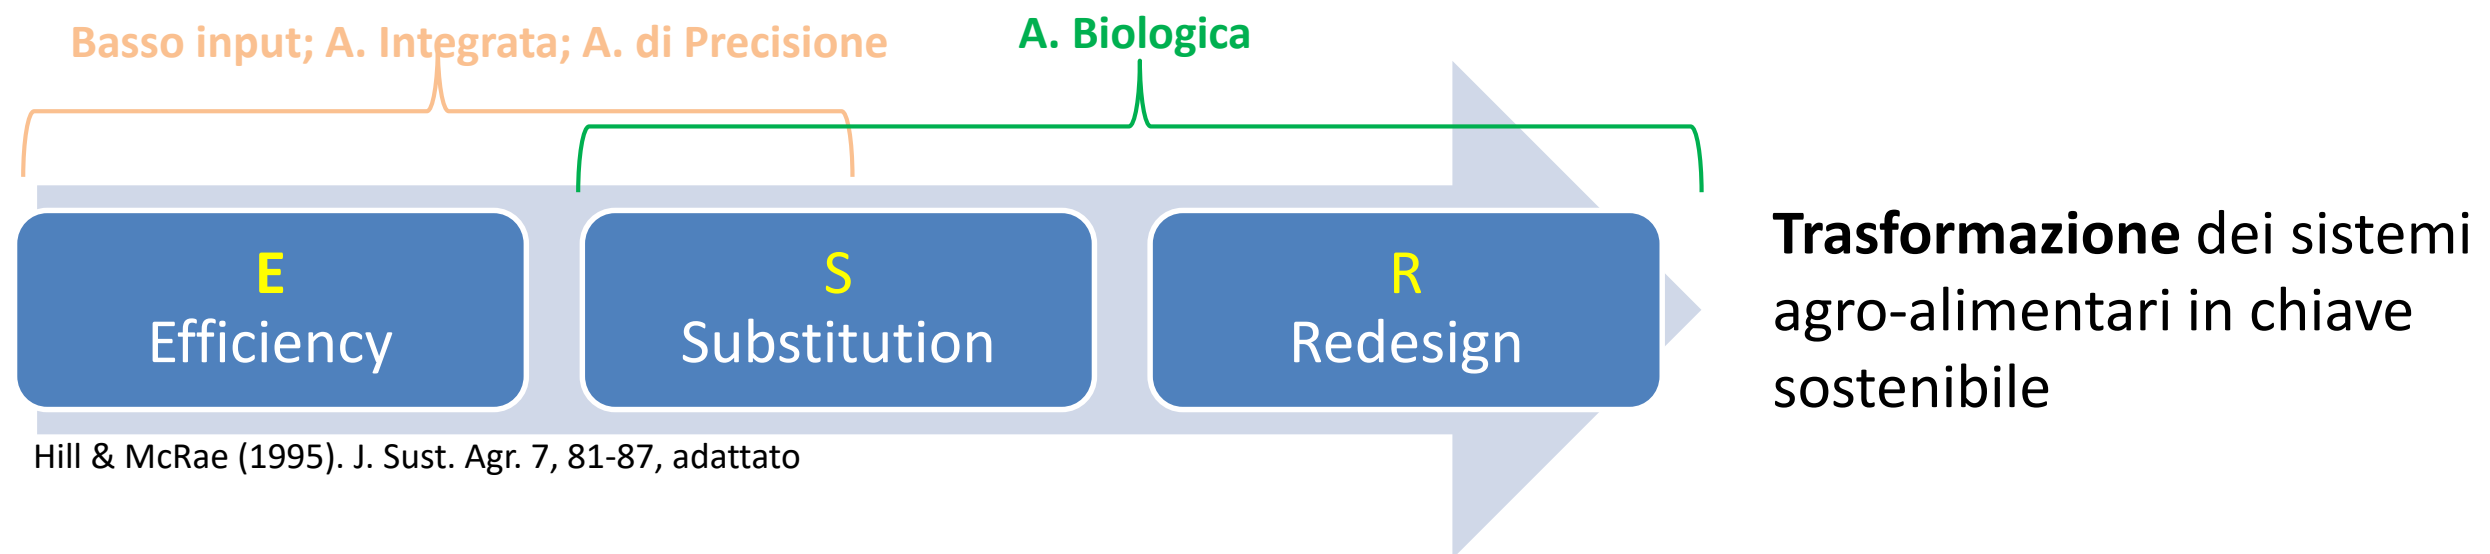 Basso input; A. Integrata; A. di Precisione
A. Biologica
E
Efficiency
S
Substitution
R
Redesign
Trasformazione dei sistemi
agro-alimentari in chiave
sostenibile
Hill & McRae (1995). J. Sust. Agr. 7, 81-87, adattato